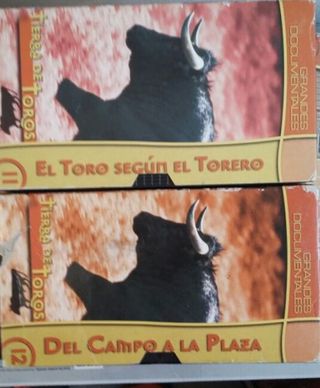 GRANDES
DOCUMENTALES
TIERRA DE
TOROS
11
EL TORO SEGÚN EL TORERO
GRANDES
DOCUMENTALES
TIERRA DE
TOROS
12
DEL CAMPO A LA PLAZA